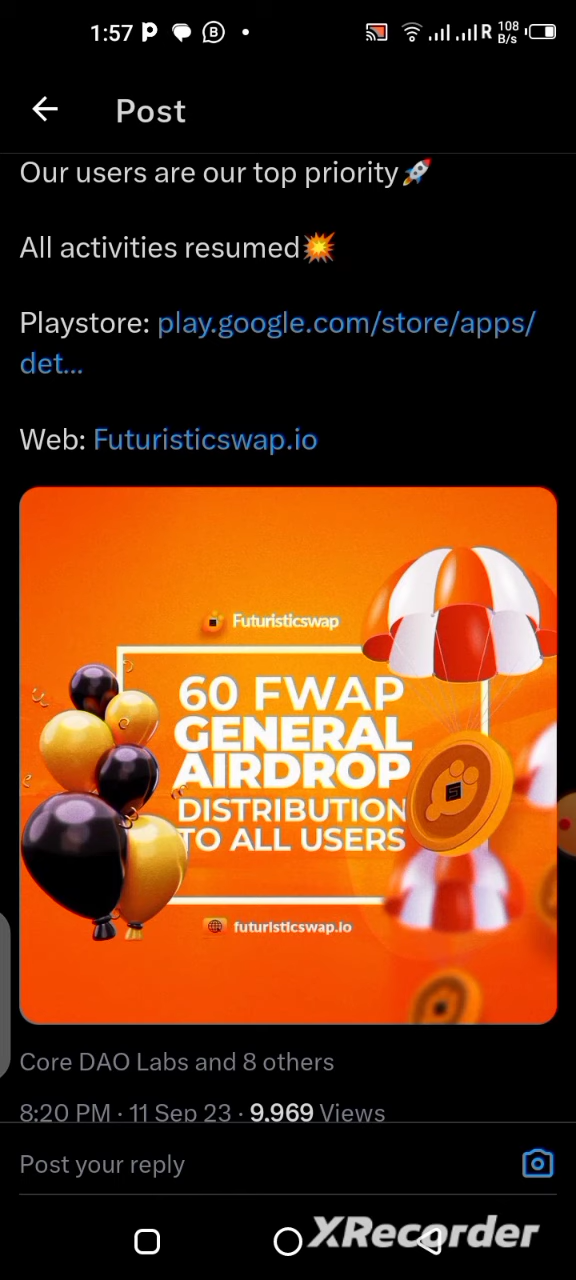 1:57
R 108
B/s
Post
Our users are our top priority🚀
All activities resumed💥
Playstore: play.google.com/store/apps/
det...
Web: Futuristicswap.io
Futuristicswap
60 FWAP
GENERAL
AIRDROP
DISTRIBUTION
TO ALL USERS
futuristicswap.io
Core DAO Labs and 8 others
8:20 PM · 11 Sep 23 · 9,969 Views
Post your reply
XRecorder